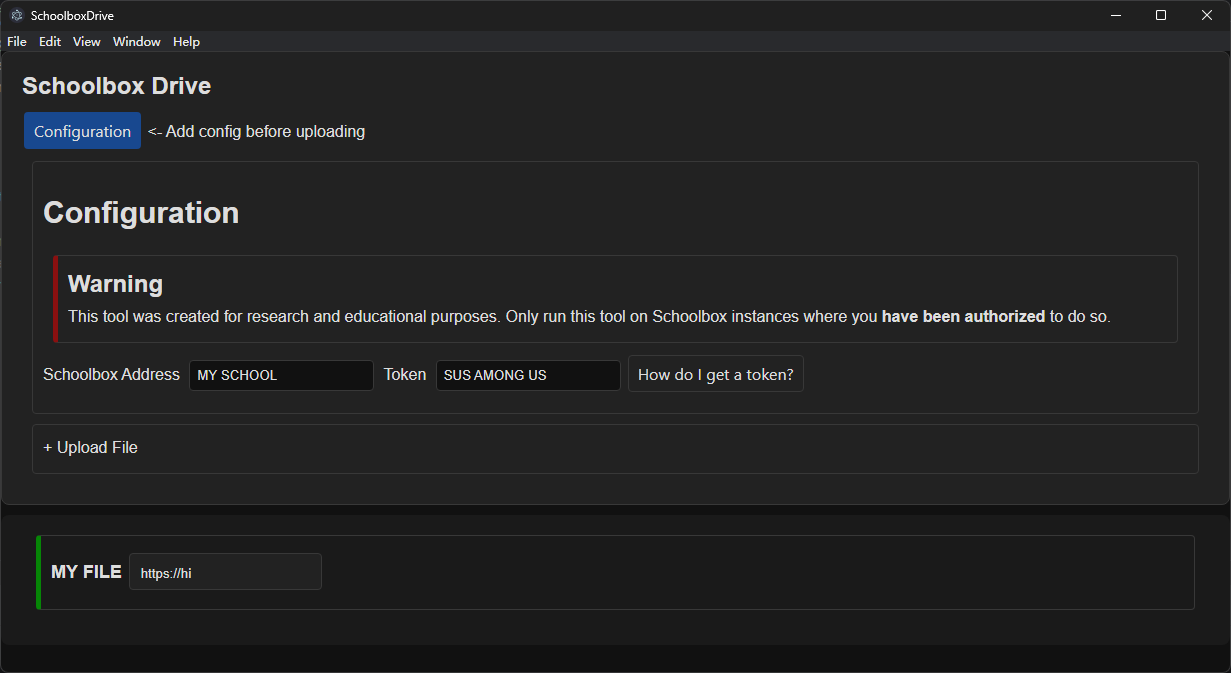 SchoolboxDrive
File Edit View Window Help
Schoolbox Drive
Configuration <- Add config before uploading
Configuration
Warning
This tool was created for research and educational purposes. Only run this tool on Schoolbox instances where you have been authorized to do so.
Schoolbox Address MY SCHOOL Token SUS AMONG US How do I get a token?
+ Upload File
MY FILE https://hi